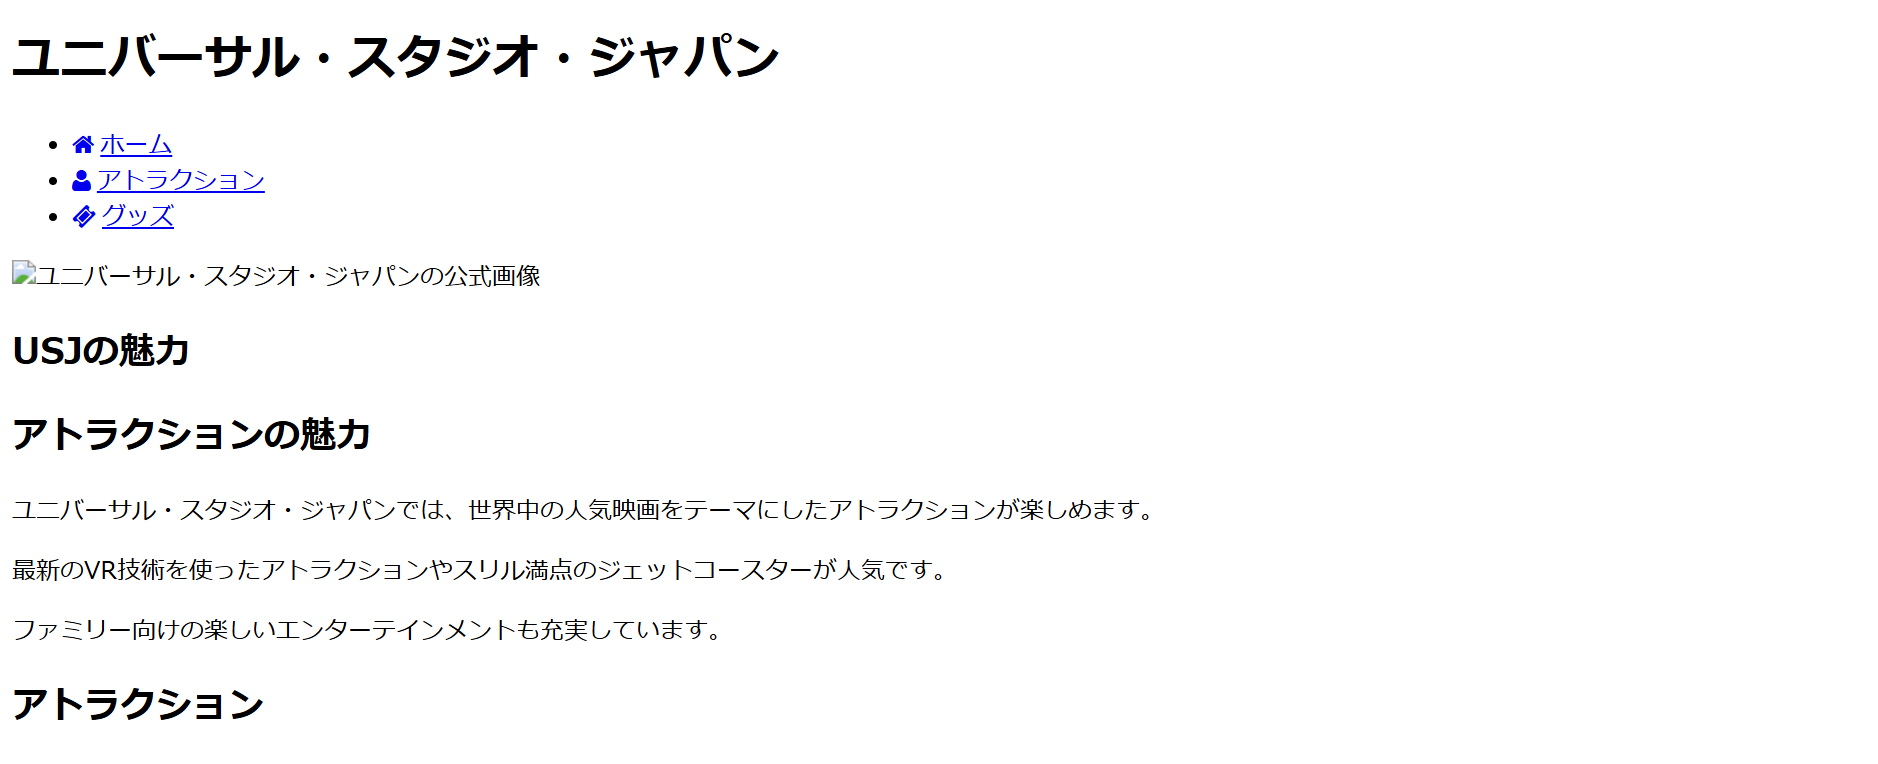 ユニバーサル・スタジオ・ジャパン
ホーム
アトラクション
グッズ
ユニバーサル・スタジオ・ジャパンの公式画像
USJの魅力
アトラクションの魅力
ユニバーサル・スタジオ・ジャパンでは、世界中の人気映画をテーマにしたアトラクションが楽しめます。
最新のVR技術を使ったアトラクションやスリル満点のジェットコースターが人気です。
ファミリー向けの楽しいエンターテインメントも充実しています。
アトラクション